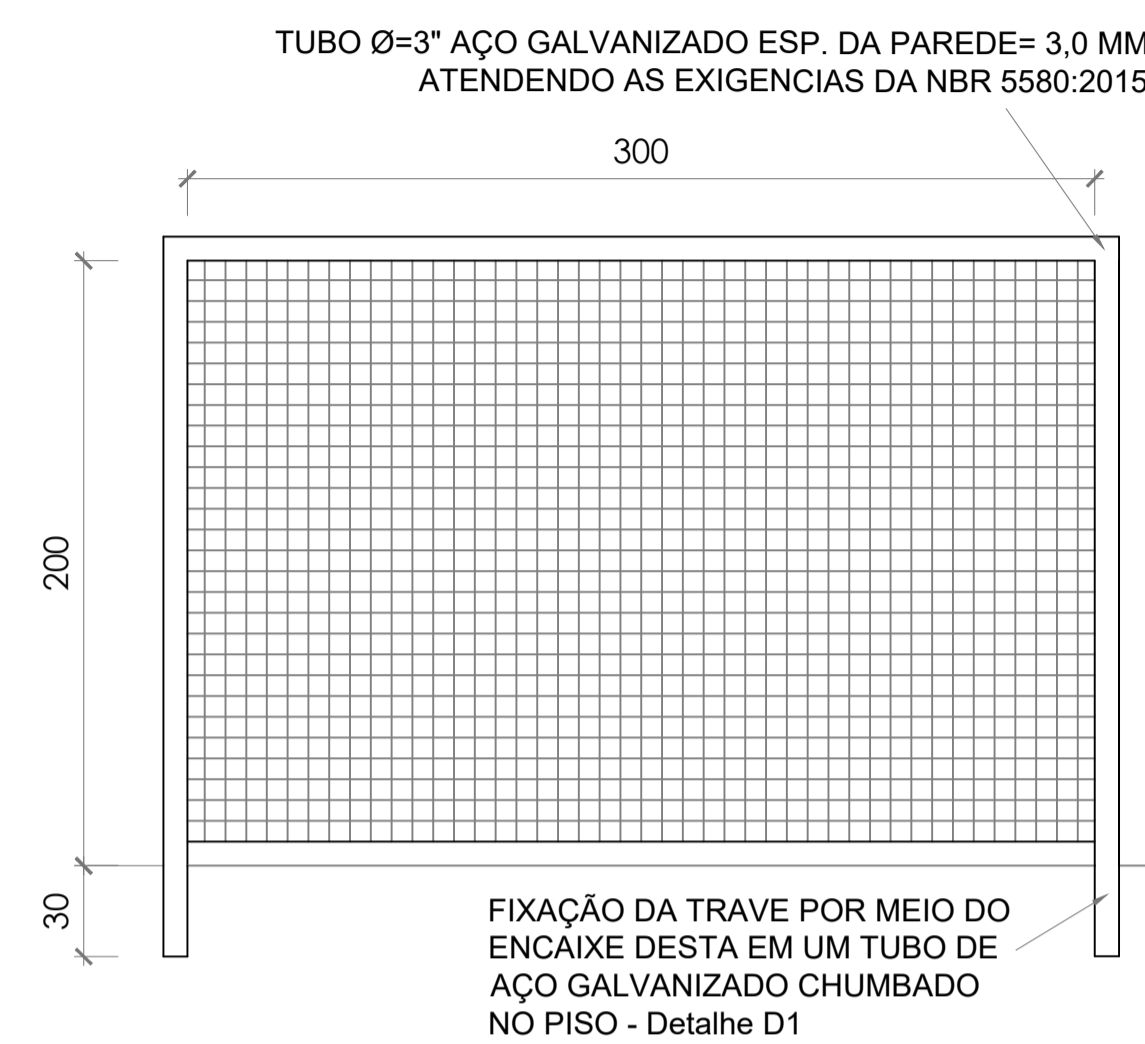 TUBO Ø=3" AÇO GALVANIZADO ESP. DA PAREDE= 3,0 MM
ATENDENDO AS EXIGENCIAS DA NBR 5580:2015
300
200
30
FIXAÇÃO DA TRAVE POR MEIO DO
ENCAIXE DESTA EM UM TUBO DE
AÇO GALVANIZADO CHUMBADO
NO PISO - Detalhe D1